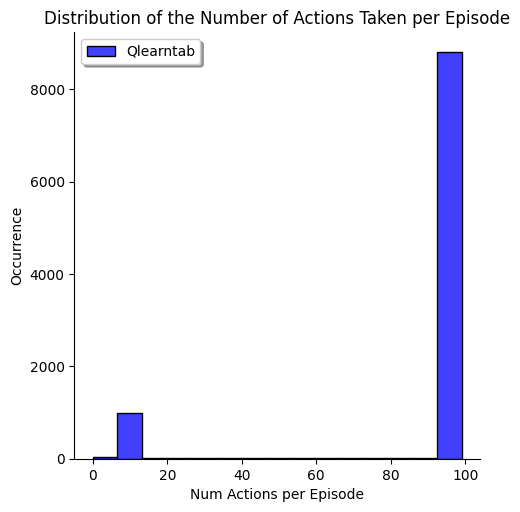 Distribution of the Number of Actions Taken per Episode
Qlearntab
8000
6000
4000
2000
0
Occurrence
0 20 40 60 80 100
Num Actions per Episode